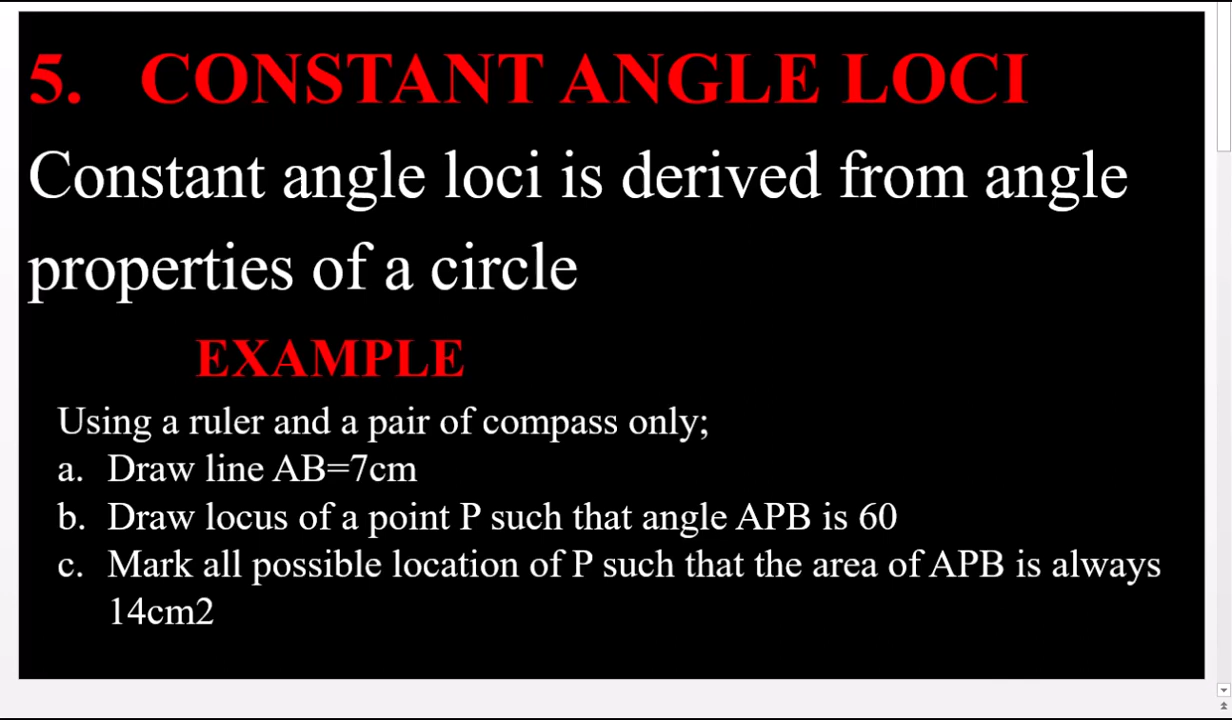 5. CONSTANT ANGLE LOCI
Constant angle loci is derived from angle
properties of a circle
EXAMPLE
Using a ruler and a pair of compass only;
a. Draw line AB=7cm
b. Draw locus of a point P such that angle APB is 60
c. Mark all possible location of P such that the area of APB is always
14cm2